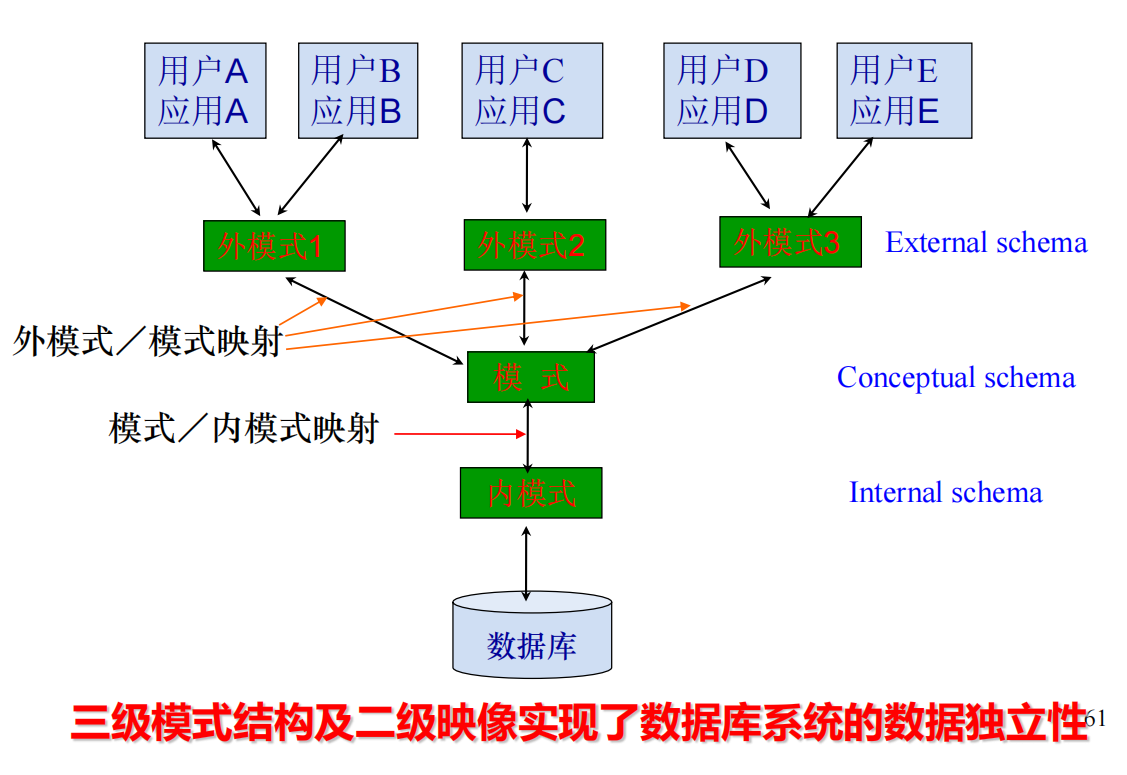 用户A
应用A
用户B
应用B
用户C
应用C
用户D
应用D
用户E
应用E
外模式1
外模式2
外模式3
External schema
外模式／模式映射
模 式
Conceptual schema
模式／内模式映射
内模式
Internal schema
数据库
三级模式结构及二级映像实现了数据库系统的数据独立性
61